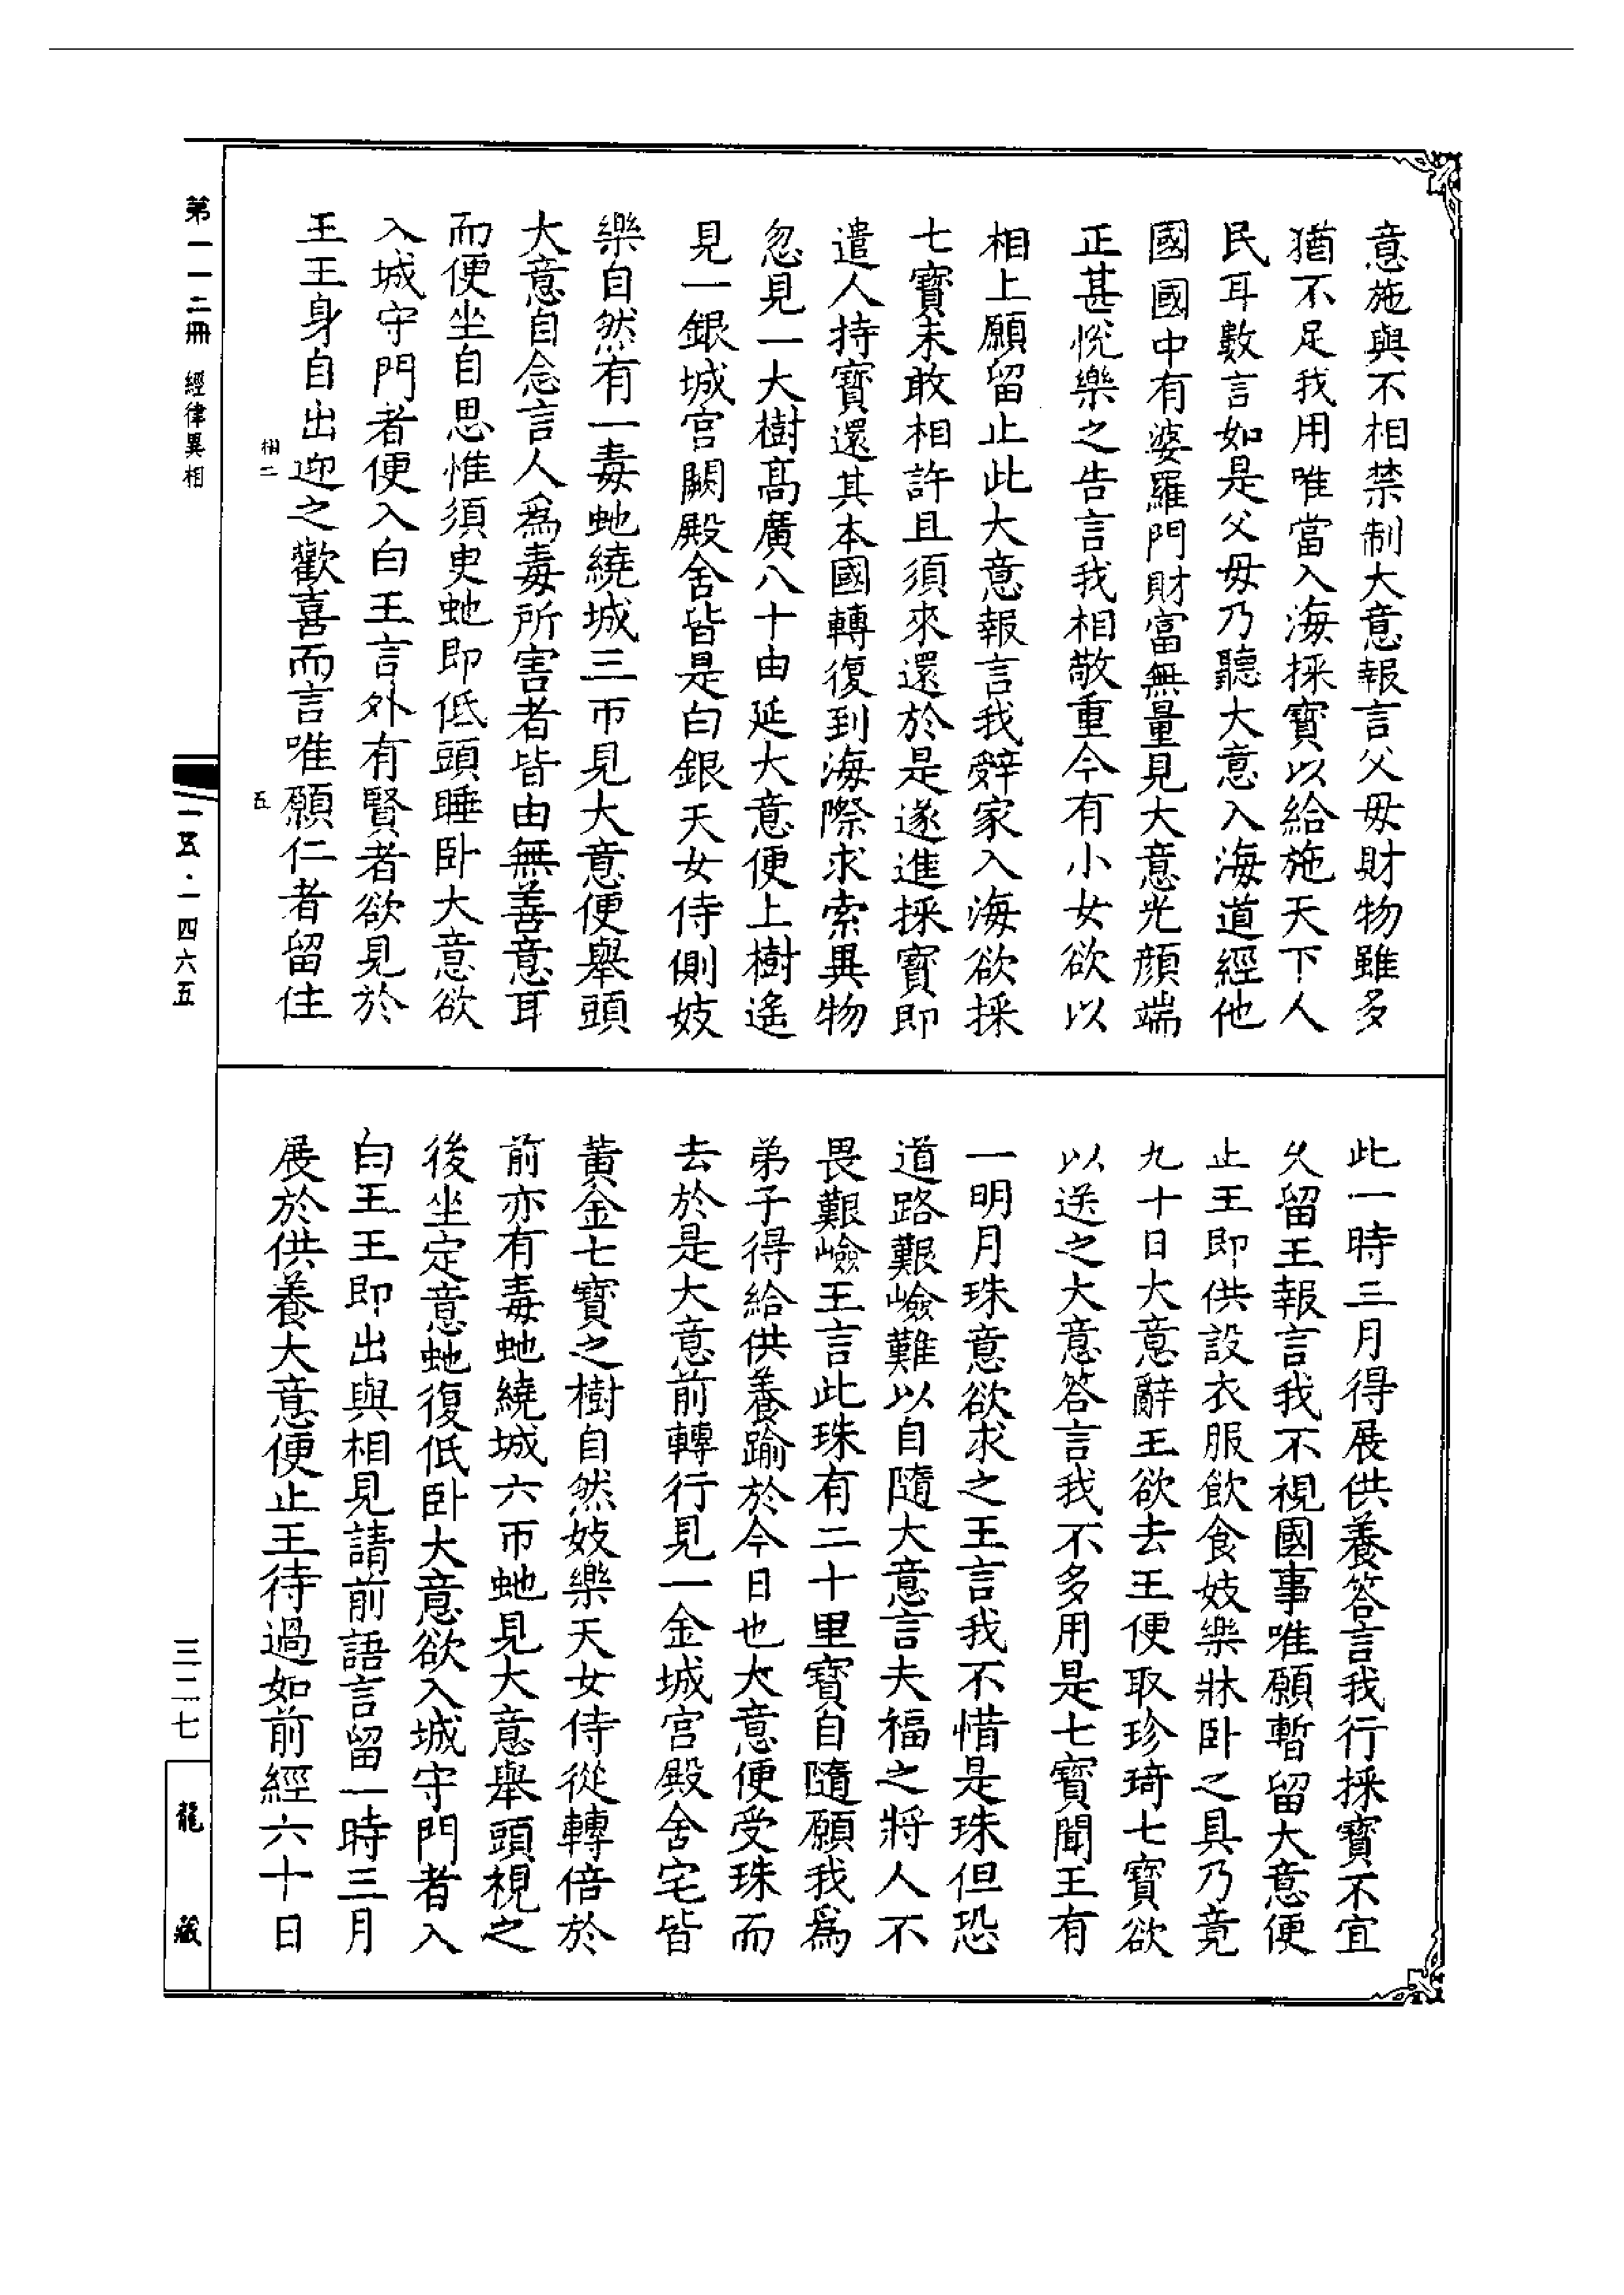 意施與不相禁制大意報言父母財物雖多
猶不足我用唯當入海採寶以給施天下人
民耳數言如是父母乃聽大意入海道經他
國國中有婆羅門財富無量見大意光顏端
正甚悅樂之告言我相敬重今有小女欲以
相上願留止此大意報言我辭家入海欲採
七寶未敢相許且須來還於是遂進採寶即
遣人持寶還其本國轉復到海際求索異物
忽見一大樹高廣八十由延大意便上樹遙
見一銀城宮闕殿舍皆是白銀天女侍側妓
樂自然有一毒虵繞城三帀見大意便舉頭
大意自念言人為毒所害者皆由無善意耳
而便坐自思惟須臾虵即低頭睡卧大意欲
入城守門者便入白王言外有賢者欲見於
王王身自出迎之歡喜而言唯願仁者留住
此一時三月得展供養答言我行採寶不宜
久留王報言我不視國事唯願暫留大意便
止王即供設衣服飲食妓樂牀卧之具乃竟
九十日大意辭王欲去王便取珍琦七寶欲
以送之大意答言我不多用是七寶聞王有
一明月珠意欲求之王言我不惜是珠但恐
道路艱嶮難以自隨大意言夫福之將人不
畏艱嶮王言此珠有二十里寶自隨願我為
弟子得給供養踰於今日也大意便受珠而
去於是大意前轉行見一金城宮殿舍宅皆
黃金七寶之樹自然妓樂天女侍從轉倍於
前亦有毒虵繞城六帀虵見大意舉頭視之
後坐定意虵復低卧大意欲入城守門者入
白王王即出與相見請前語言留一時三月
展於供養大意便止王待過如前經六十日
第一一二冊 經律異相
相二
五
一五·一四六五
三二七
龍藏